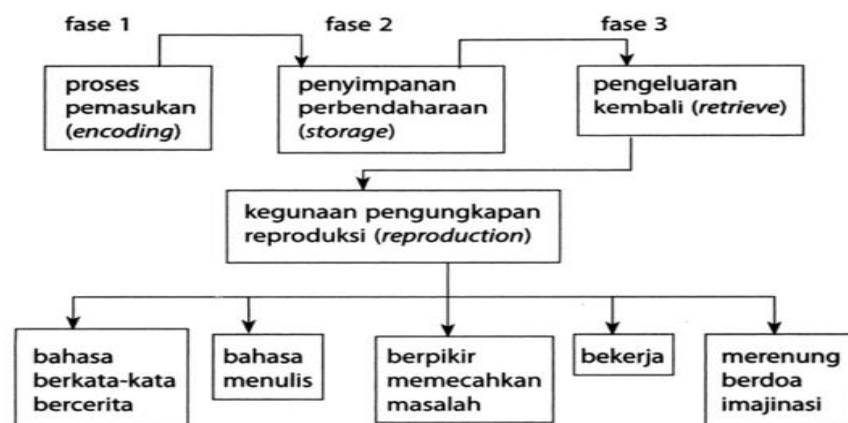 fase 1
fase 2
fase 3
proses
pemasukan
(encoding)
penyimpanan
perbendaharaan
(storage)
pengeluaran
kembali (retrieve)
kegunaan pengungkapan
reproduksi (reproduction)
bahasa
berkata-kata
bercerita
bahasa
menulis
berpikir
memecahkan
masalah
bekerja
merenung
berdoa
imajinasi